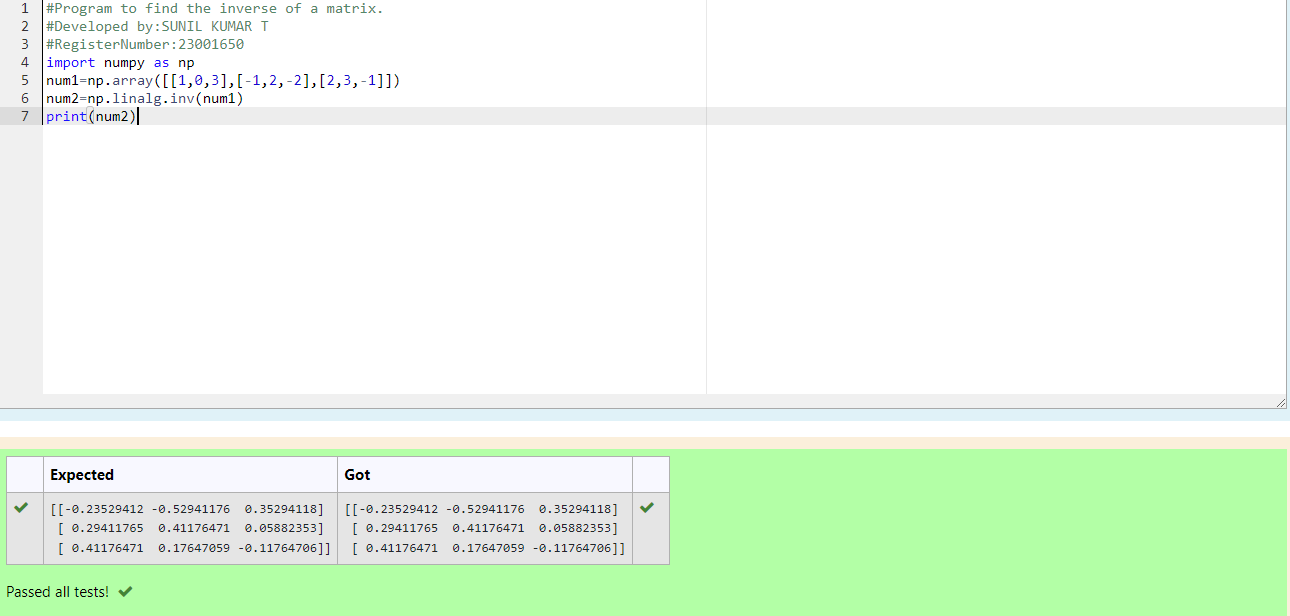 1 #Program to find the inverse of a matrix.
2 #Developed by:SUNIL KUMAR T
3 #RegisterNumber:23001650
4 import numpy as np
5 num1=np.array([[1,0,3],[-1,2,-2],[2,3,-1]])
6 num2=np.linalg.inv(num1)
7 print(num2)
Expected Got
[[-0.23529412 -0.52941176  0.35294118] [[-0.23529412 -0.52941176  0.35294118]
[ 0.29411765  0.41176471  0.05882353] [ 0.29411765  0.41176471  0.05882353]
[ 0.41176471  0.17647059 -0.11764706]] [ 0.41176471  0.17647059 -0.11764706]]
Passed all tests!